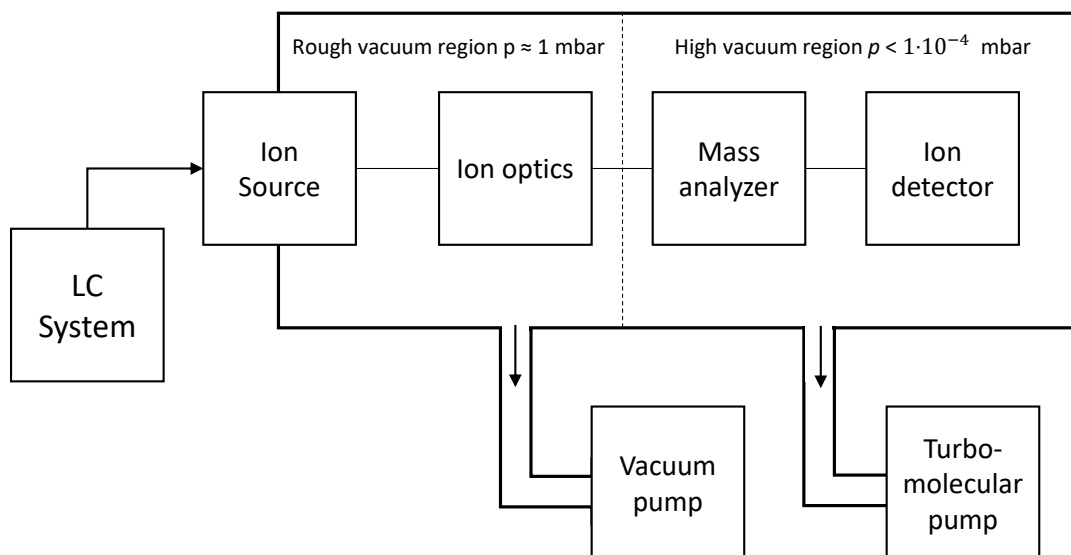 Rough vacuum region p ≈ 1 mbar
High vacuum region p < 1·10⁻⁴ mbar
Ion
Source
Ion optics
Mass
analyzer
Ion
detector
LC
System
Vacuum
pump
Turbo-
molecular
pump